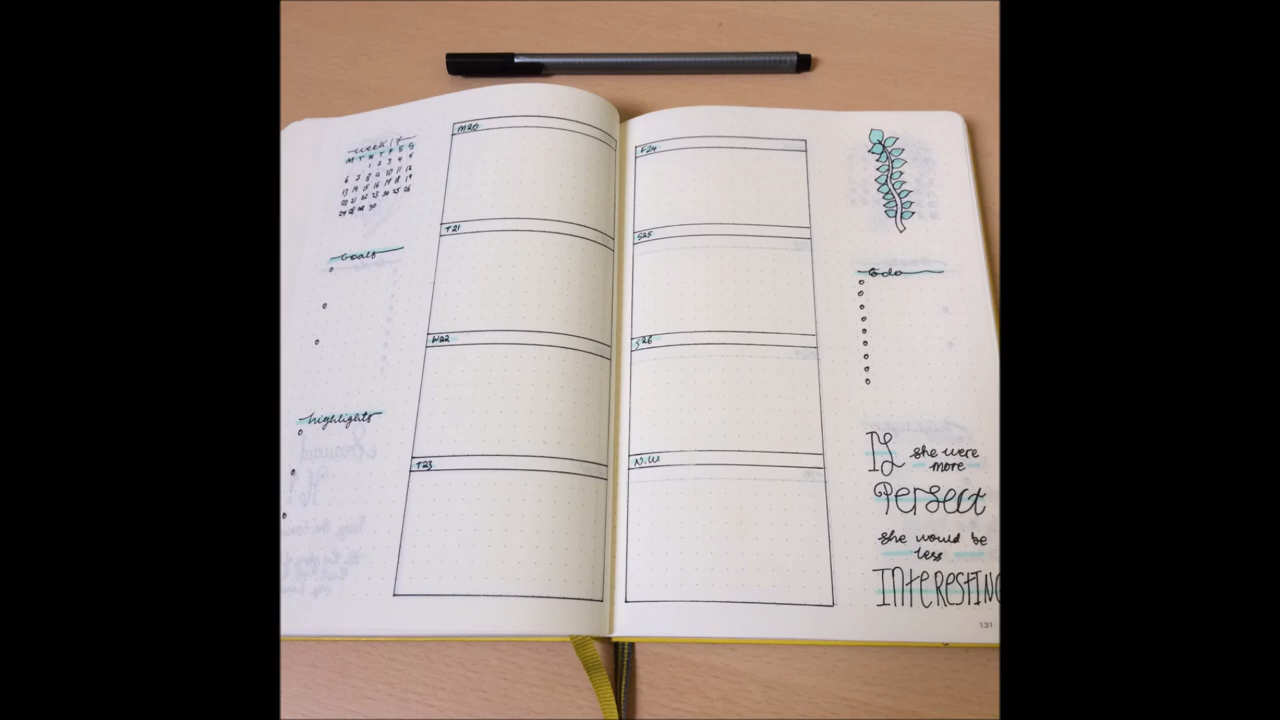 week 17
M T W T F S S
1 2 3 4 5
6 7 8 9 10 11 12
13 14 15 16 17 18 19
20 21 22 23 24 25 26
27 28 29 30
Goals
highlights
M20
T21
W22
T23
F24
S25
S26
N.W
to do
If
she were
more
Perfect
she would be
less
INTERESTING
131